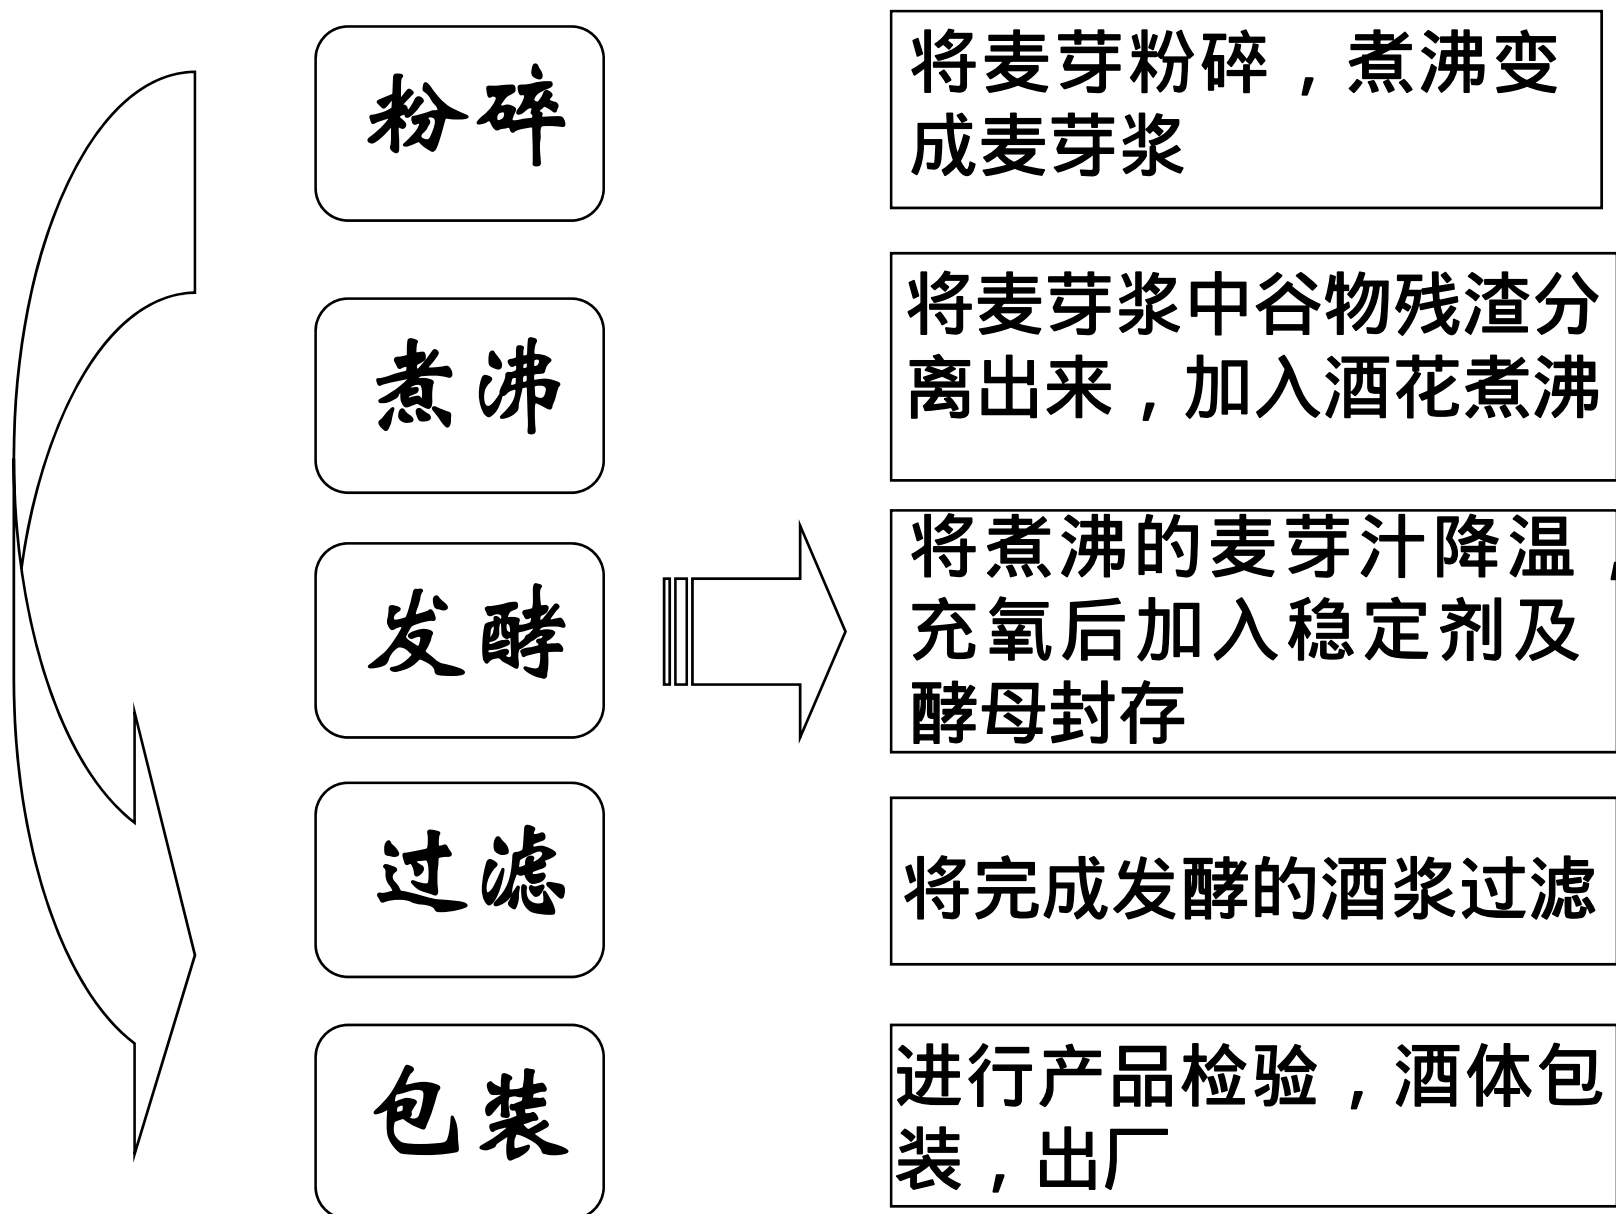 粉碎
将麦芽粉碎，煮沸变
成麦芽浆
煮沸
将麦芽浆中谷物残渣分
离出来，加入酒花煮沸
发酵
将煮沸的麦芽汁降温，
充氧后加入稳定剂及
酵母封存
过滤
将完成发酵的酒浆过滤
包装
进行产品检验，酒体包
装，出厂